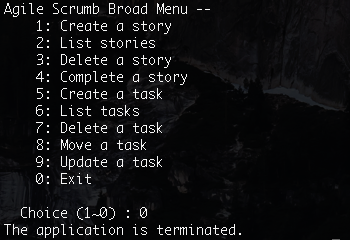 Agile Scrumb Broad Menu --
1: Create a story
2: List stories
3: Delete a story
4: Complete a story
5: Create a task
6: List tasks
7: Delete a task
8: Move a task
9: Update a task
0: Exit
Choice (1~0) : 0
The application is terminated.